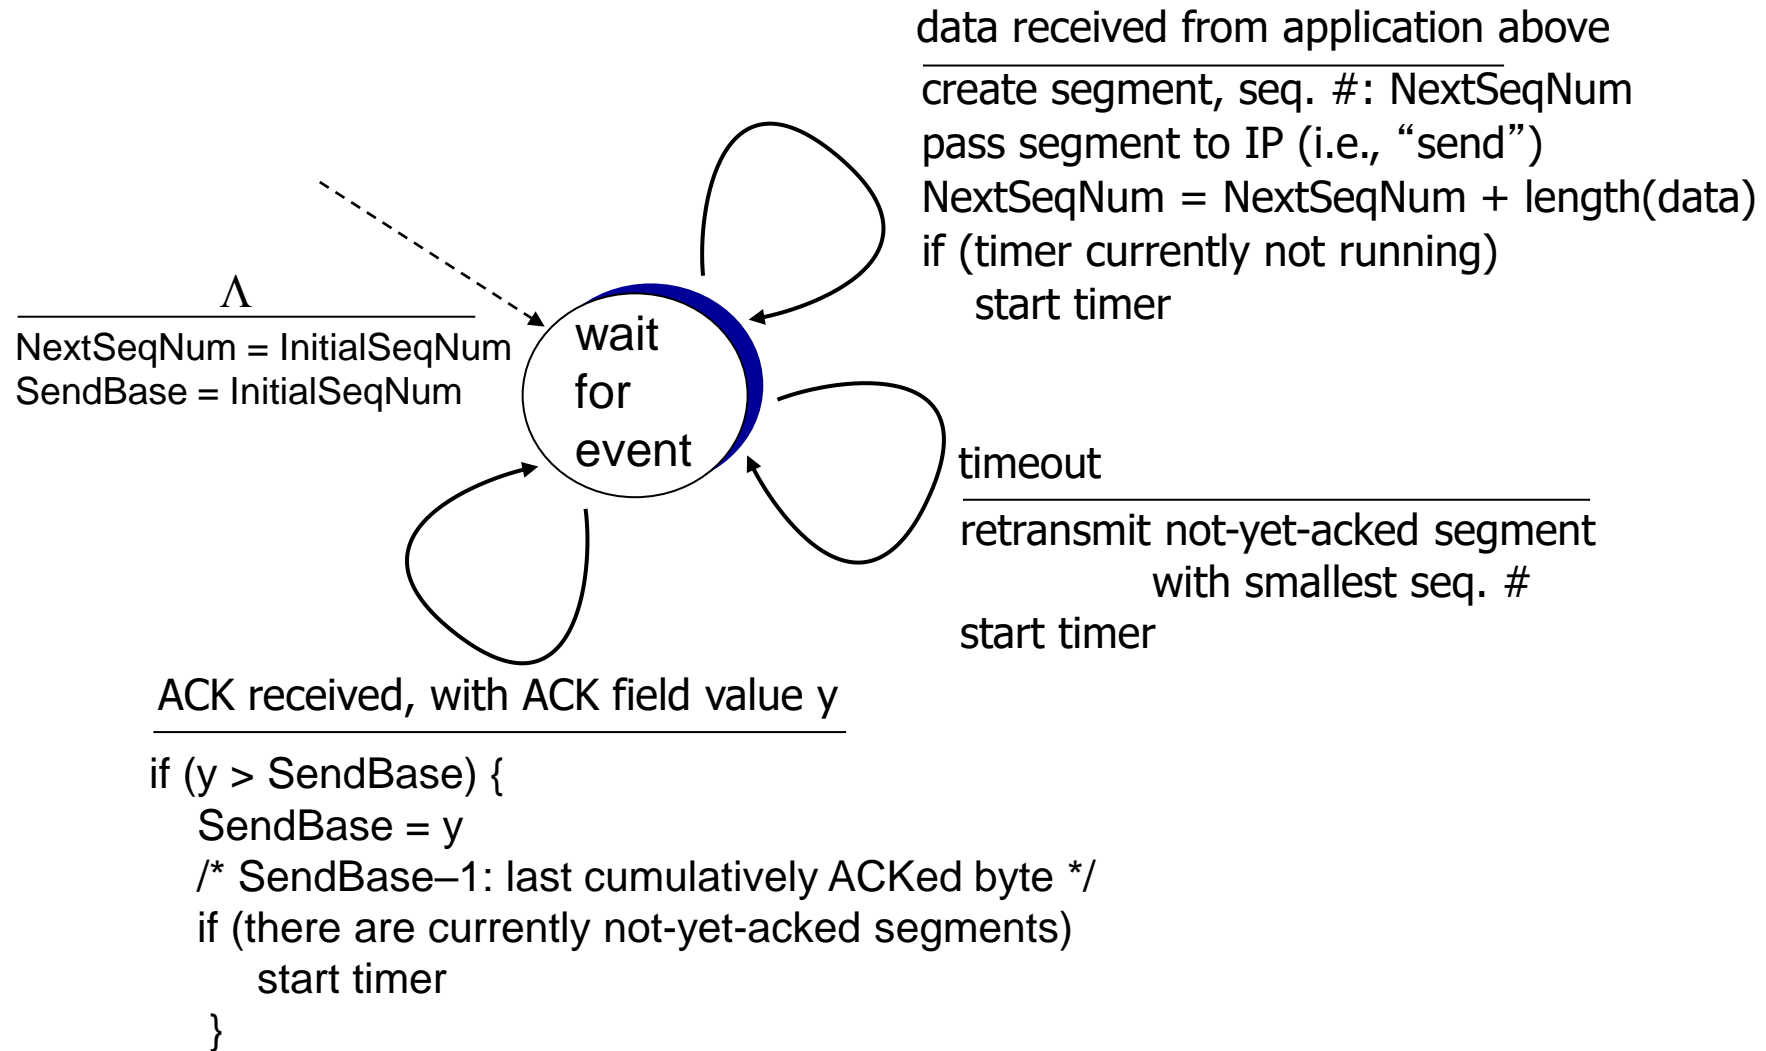 data received from application above
create segment, seq. #: NextSeqNum
pass segment to IP (i.e., “send”)
NextSeqNum = NextSeqNum + length(data)
if (timer currently not running)
start timer
Λ
NextSeqNum = InitialSeqNum
SendBase = InitialSeqNum
wait
for
event
timeout
retransmit not-yet-acked segment
with smallest seq. #
start timer
ACK received, with ACK field value y
if (y > SendBase) {
SendBase = y
/* SendBase–1: last cumulatively ACKed byte */
if (there are currently not-yet-acked segments)
start timer
}